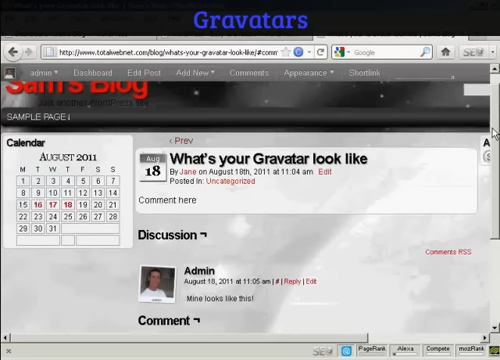 Gravatars
http://www.totalwebnet.com/blog/whats-your-gravatar-look-like/#comm
Google
admin Dashboard Edit Post Add New Comments Appearance Shortlink
Sam's Blog
Just another WordPress site
SAMPLE PAGE
Calendar
AUGUST 2011
M T W T F S S
1 2 3 4 5 6 7
8 9 10 11 12 13 14
15 16 17 18 19 20 21
22 23 24 25 26 27 28
29 30 31
‹ Prev
Aug
18
What's your Gravatar look like
By Jane on August 18th, 2011 at 11:04 am Edit
Posted In: Uncategorized
Comment here
Discussion ¬
Comments RSS
Admin
August 18, 2011 at 11:05 am | # | Reply | Edit
Mine looks like this!
Comment ¬
PageRank Alexa Compete mozRank